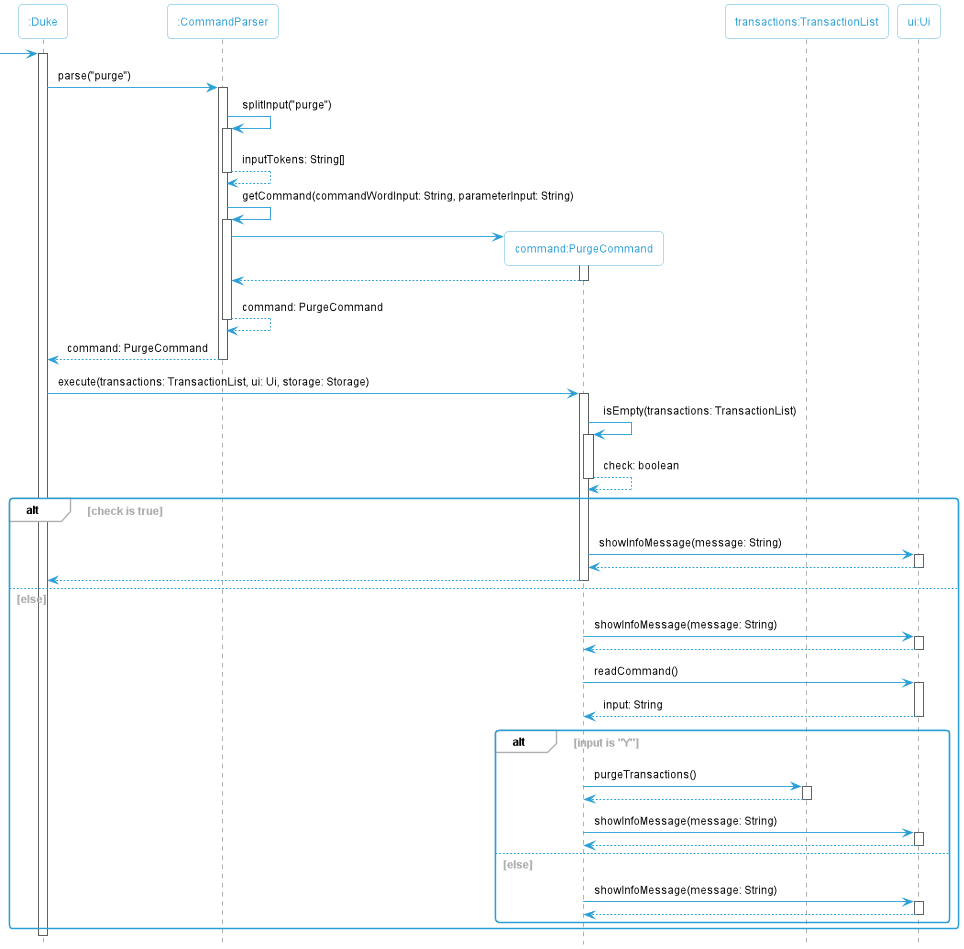 :Duke
:CommandParser
transactions:TransactionList
ui:Ui
parse("purge")
splitInput("purge")
inputTokens: String[]
getCommand(commandWordInput: String, parameterInput: String)
command:PurgeCommand
command: PurgeCommand
command: PurgeCommand
execute(transactions: TransactionList, ui: Ui, storage: Storage)
isEmpty(transactions: TransactionList)
check: boolean
alt
[check is true]
showInfoMessage(message: String)
[else]
showInfoMessage(message: String)
readCommand()
input: String
alt
[input is "Y"]
purgeTransactions()
showInfoMessage(message: String)
[else]
showInfoMessage(message: String)